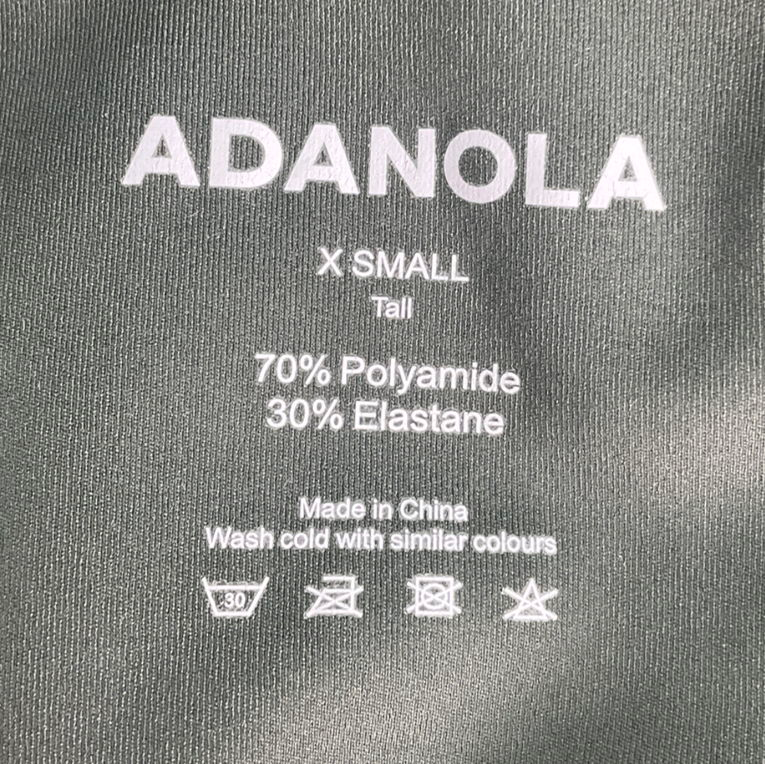 ADANOLA
X SMALL
Tall
70% Polyamide
30% Elastane
Made in China
Wash cold with similar colours
30